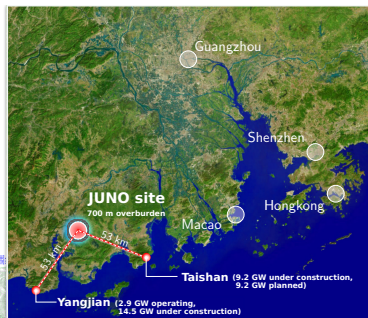 Guangzhou
Shenzhen
JUNO site
700 m overburden
Hongkong
Macao
53 km
53 km
Taishan (9.2 GW under construction,
9.2 GW planned)
Yangjian (2.9 GW operating,
14.5 GW under construction)